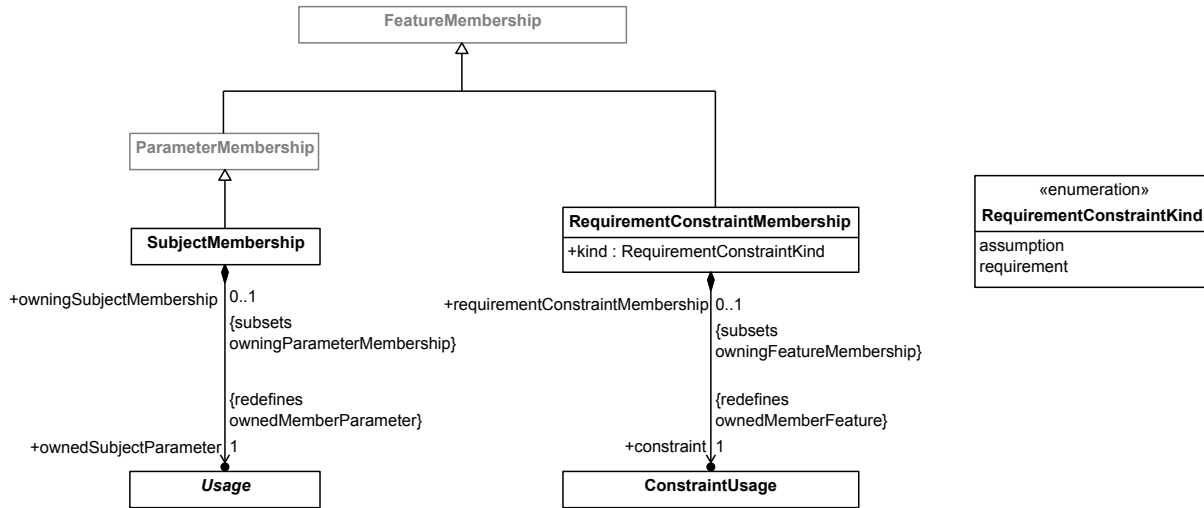 FeatureMembership
ParameterMembership
SubjectMembership
RequirementConstraintMembership
+kind : RequirementConstraintKind
«enumeration»
RequirementConstraintKind
assumption
requirement
+owningSubjectMembership
0..1
{subsets
owningParameterMembership}
{redefines
ownedMemberParameter}
+ownedSubjectParameter
1
Usage
+requirementConstraintMembership
0..1
{subsets
owningFeatureMembership}
{redefines
ownedMemberFeature}
+constraint
1
ConstraintUsage